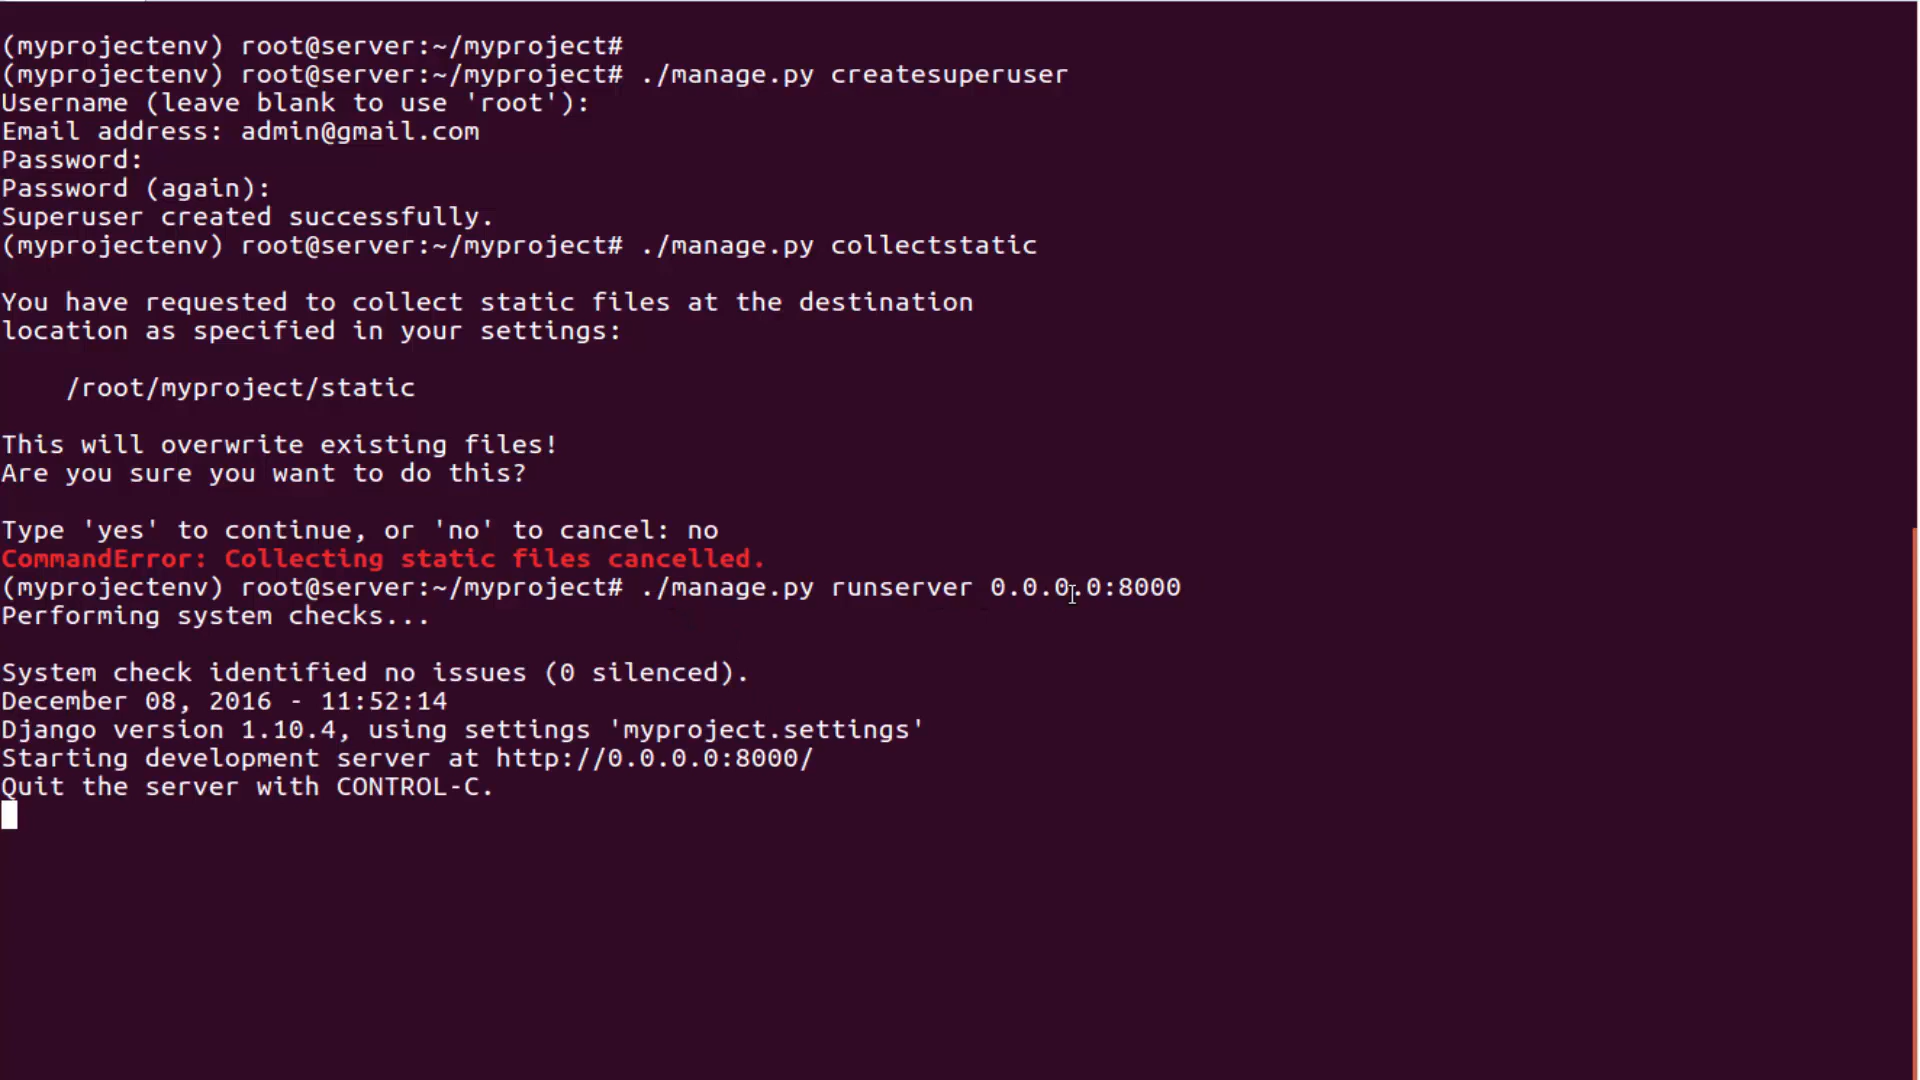 (myprojectenv) root@server:~/myproject#
(myprojectenv) root@server:~/myproject# ./manage.py createsuperuser
Username (leave blank to use 'root'):
Email address: admin@gmail.com
Password:
Password (again):
Superuser created successfully.
(myprojectenv) root@server:~/myproject# ./manage.py collectstatic
You have requested to collect static files at the destination
location as specified in your settings:
/root/myproject/static
This will overwrite existing files!
Are you sure you want to do this?
Type 'yes' to continue, or 'no' to cancel: no
CommandError: Collecting static files cancelled.
(myprojectenv) root@server:~/myproject# ./manage.py runserver 0.0.0.0:8000
Performing system checks...
System check identified no issues (0 silenced).
December 08, 2016 - 11:52:14
Django version 1.10.4, using settings 'myproject.settings'
Starting development server at http://0.0.0.0:8000/
Quit the server with CONTROL-C.